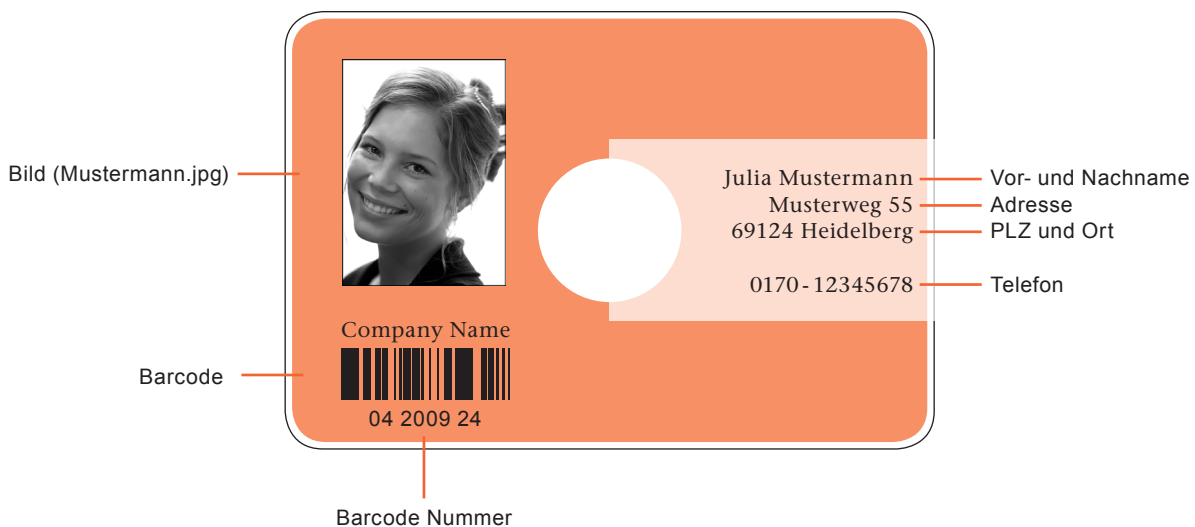 Bild (Mustermann.jpg)
Julia Mustermann
Vor- und Nachname
Musterweg 55
Adresse
69124 Heidelberg
PLZ und Ort
0170 - 12345678
Telefon
Company Name
Barcode
04 2009 24
Barcode Nummer